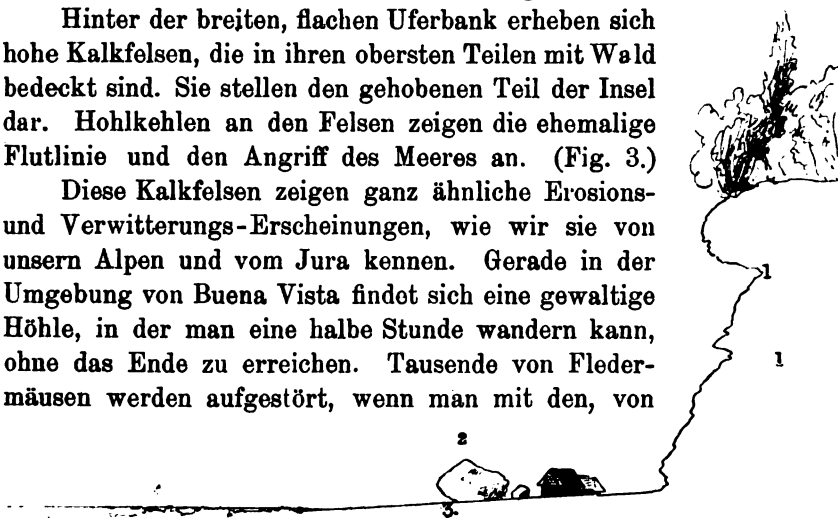 Hinter der breiten, flachen Uferbank erheben sich
hohe Kalkfelsen, die in ihren obersten Teilen mit Wald
bedeckt sind. Sie stellen den gehobenen Teil der Insel
dar. Hohlkehlen an den Felsen zeigen die ehemalige
Flutlinie und den Angriff des Meeres an. (Fig. 3.)
Diese Kalkfelsen zeigen ganz ähnliche Erosions-
und Verwitterungs-Erscheinungen, wie wir sie von
unsern Alpen und vom Jura kennen. Gerade in der
Umgebung von Buena Vista findet sich eine gewaltige
Höhle, in der man eine halbe Stunde wandern kann,
ohne das Ende zu erreichen. Tausende von Fleder-
mäusen werden aufgestört, wenn man mit den, von
1
1
2
3.